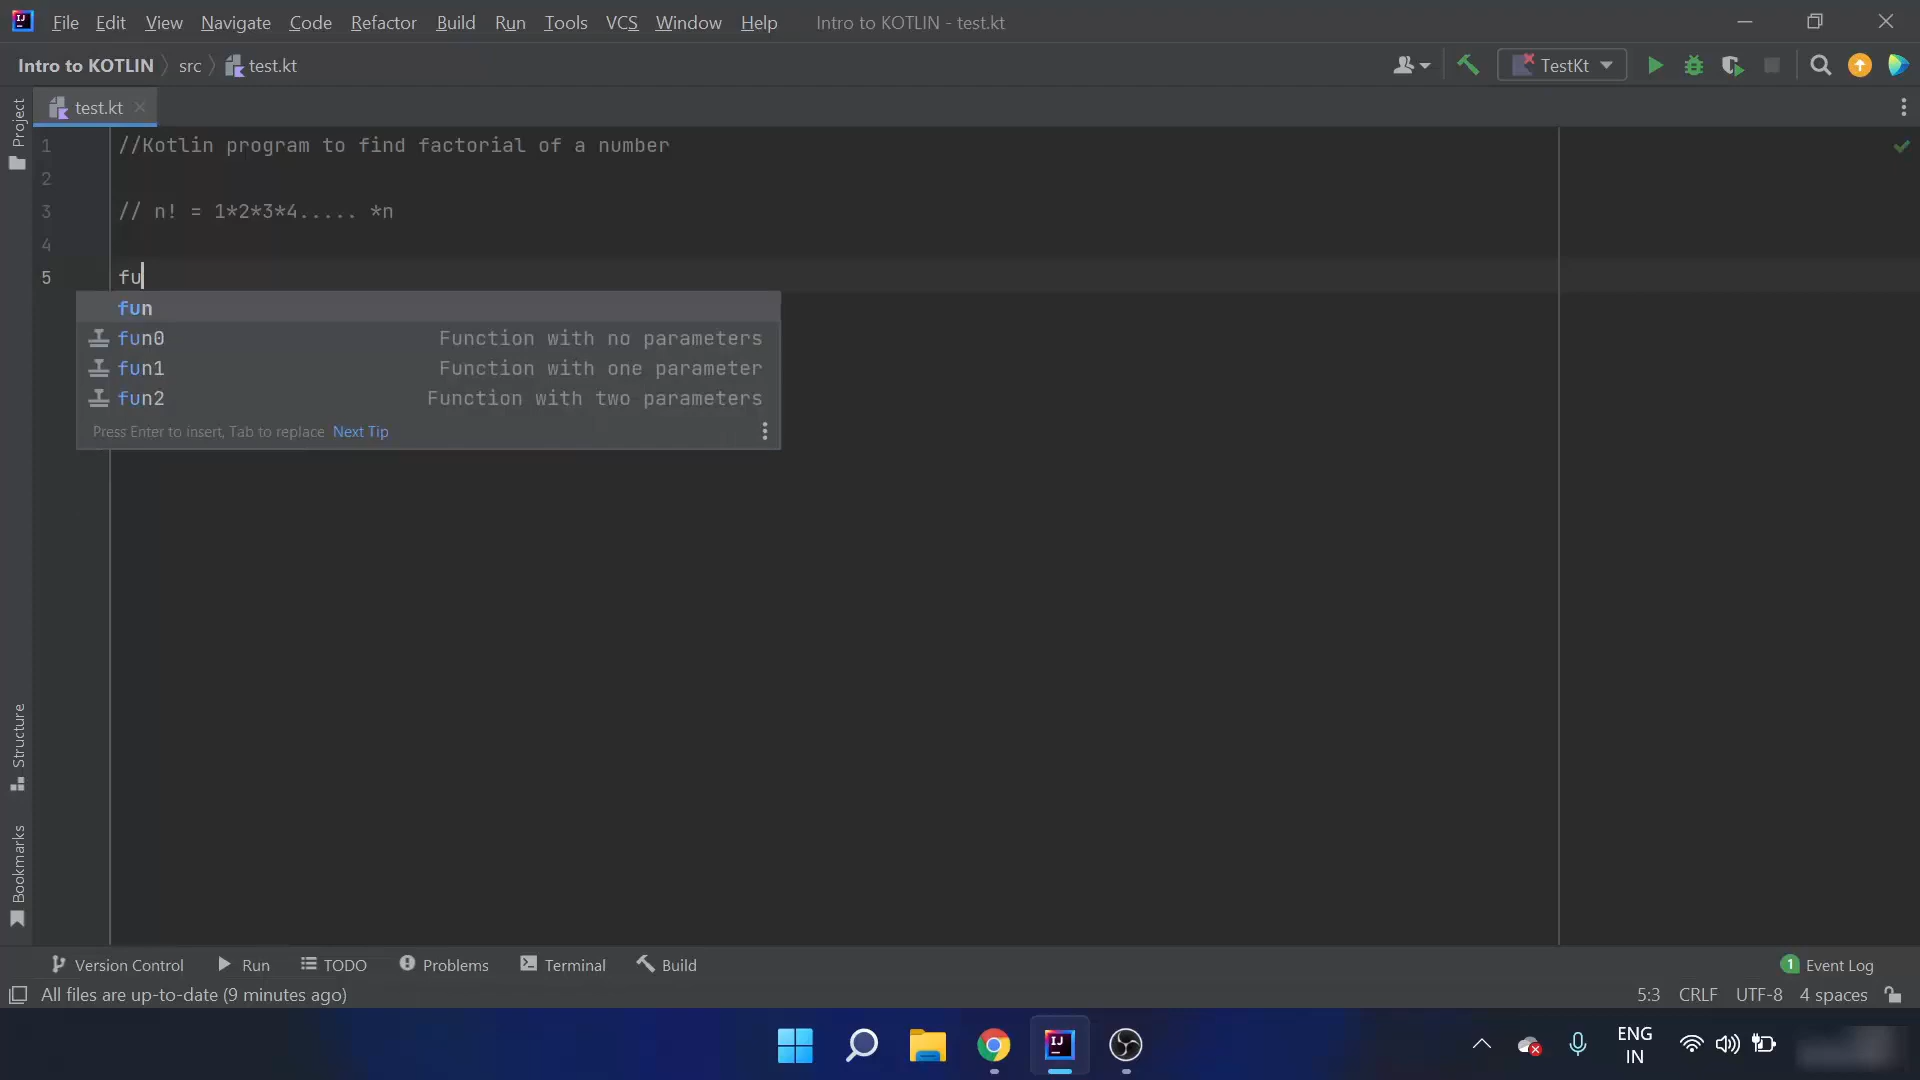 File Edit View Navigate Code Refactor Build Run Tools VCS Window Help Intro to KOTLIN - test.kt
Intro to KOTLIN src test.kt TestKt
test.kt
Project
1 //Kotlin program to find factorial of a number
2
3 // n! = 1*2*3*4..... *n
4
5 fu
fun
fun0 Function with no parameters
fun1 Function with one parameter
fun2 Function with two parameters
Press Enter to insert, Tab to replace Next Tip
Structure
Bookmarks
Version Control Run TODO Problems Terminal Build 1 Event Log
All files are up-to-date (9 minutes ago) 5:3 CRLF UTF-8 4 spaces
ENG
IN